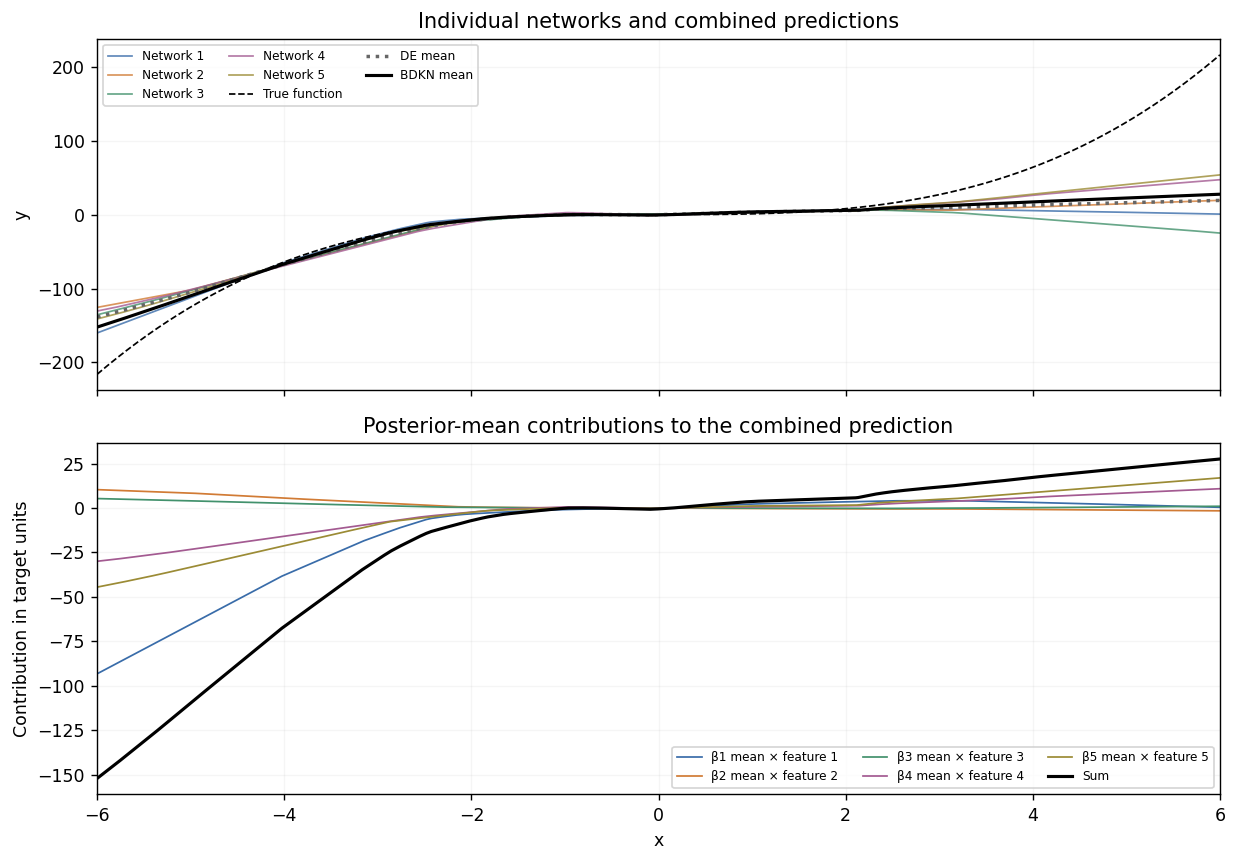 Individual networks and combined predictions
Network 1 Network 4 DE mean
Network 2 Network 5 BDKN mean
Network 3 True function
200
100
0
−100
−200
y
Posterior-mean contributions to the combined prediction
25
0
−25
−50
−75
−100
−125
−150
Contribution in target units
β1 mean × feature 1 β3 mean × feature 3 β5 mean × feature 5
β2 mean × feature 2 β4 mean × feature 4 Sum
−6 −4 −2 0 2 4 6
x